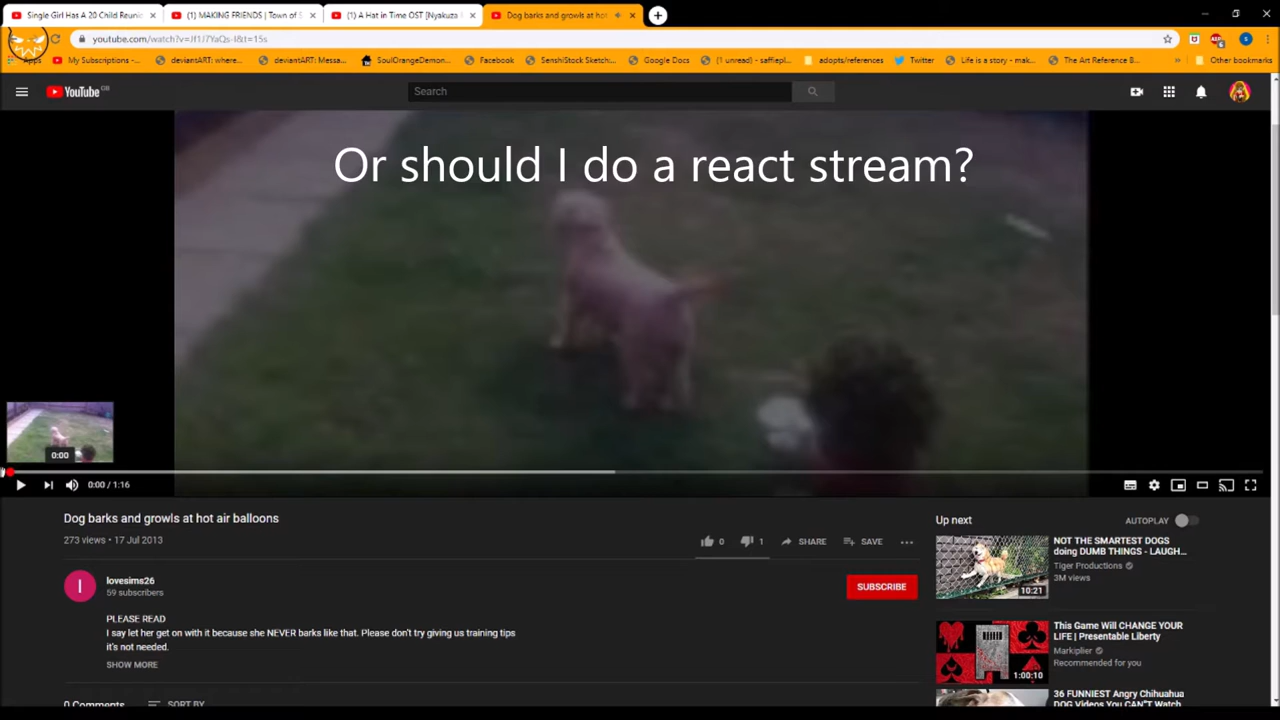 Single Girl Has A 20 Child Reuni
(1) MAKING FRIENDS | Town of S
(1) A Hat in Time OST [Nyakuza
Dog barks and growls at hot
Apps
My Subscriptions -...
deviantART: where...
deviantART: Messa...
SoulOrangeDemon...
Facebook
SenshiStock Sketch:...
Google Docs
(1 unread) - saffiepl...
adopts/references
Twitter
Life is a story - mak...
The Art Reference B...
Other bookmarks
YouTube GB
Search
Or should I do a react stream?
0:00
0:00 / 1:16
Dog barks and growls at hot air balloons
273 views • 17 Jul 2013
0
1
SHARE
SAVE
lovesims26
59 subscribers
SUBSCRIBE
PLEASE READ
I say let her get on with it because she NEVER barks like that. Please don't try giving us training tips
it's not needed.
SHOW MORE
0 Comments
SORT BY
Up next
AUTOPLAY
NOT THE SMARTEST DOGS
doing DUMB THINGS - LAUGH...
Tiger Productions
3M views
10:21
This Game Will CHANGE YOUR
LIFE | Presentable Liberty
Markiplier
Recommended for you
1:00:10
36 FUNNIEST Angry Chihuahua
DOG Videos You CAN"T Watch